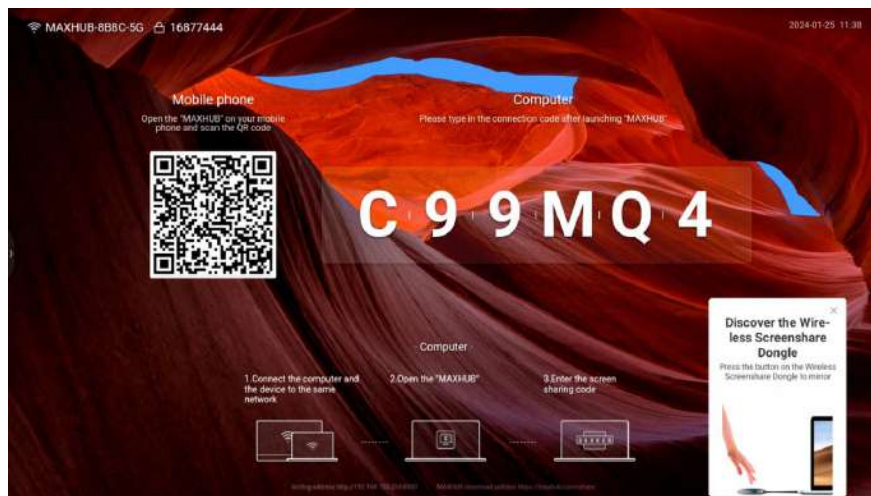 MAXHUB-8B8C-5G 16877444
2024-01-25 11:38
Mobile phone
Open the "MAXHUB" on your mobile
phone and scan the QR code
Computer
Please type in the connection code after launching "MAXHUB"
C 9 9 M Q 4
Computer
1.Connect the computer and
the device to the same
network
2.Open the "MAXHUB"
3.Enter the screen
sharing code
Discover the Wire-
less Screenshare
Dongle
Press the button on the Wireless
Screenshare Dongle to mirror